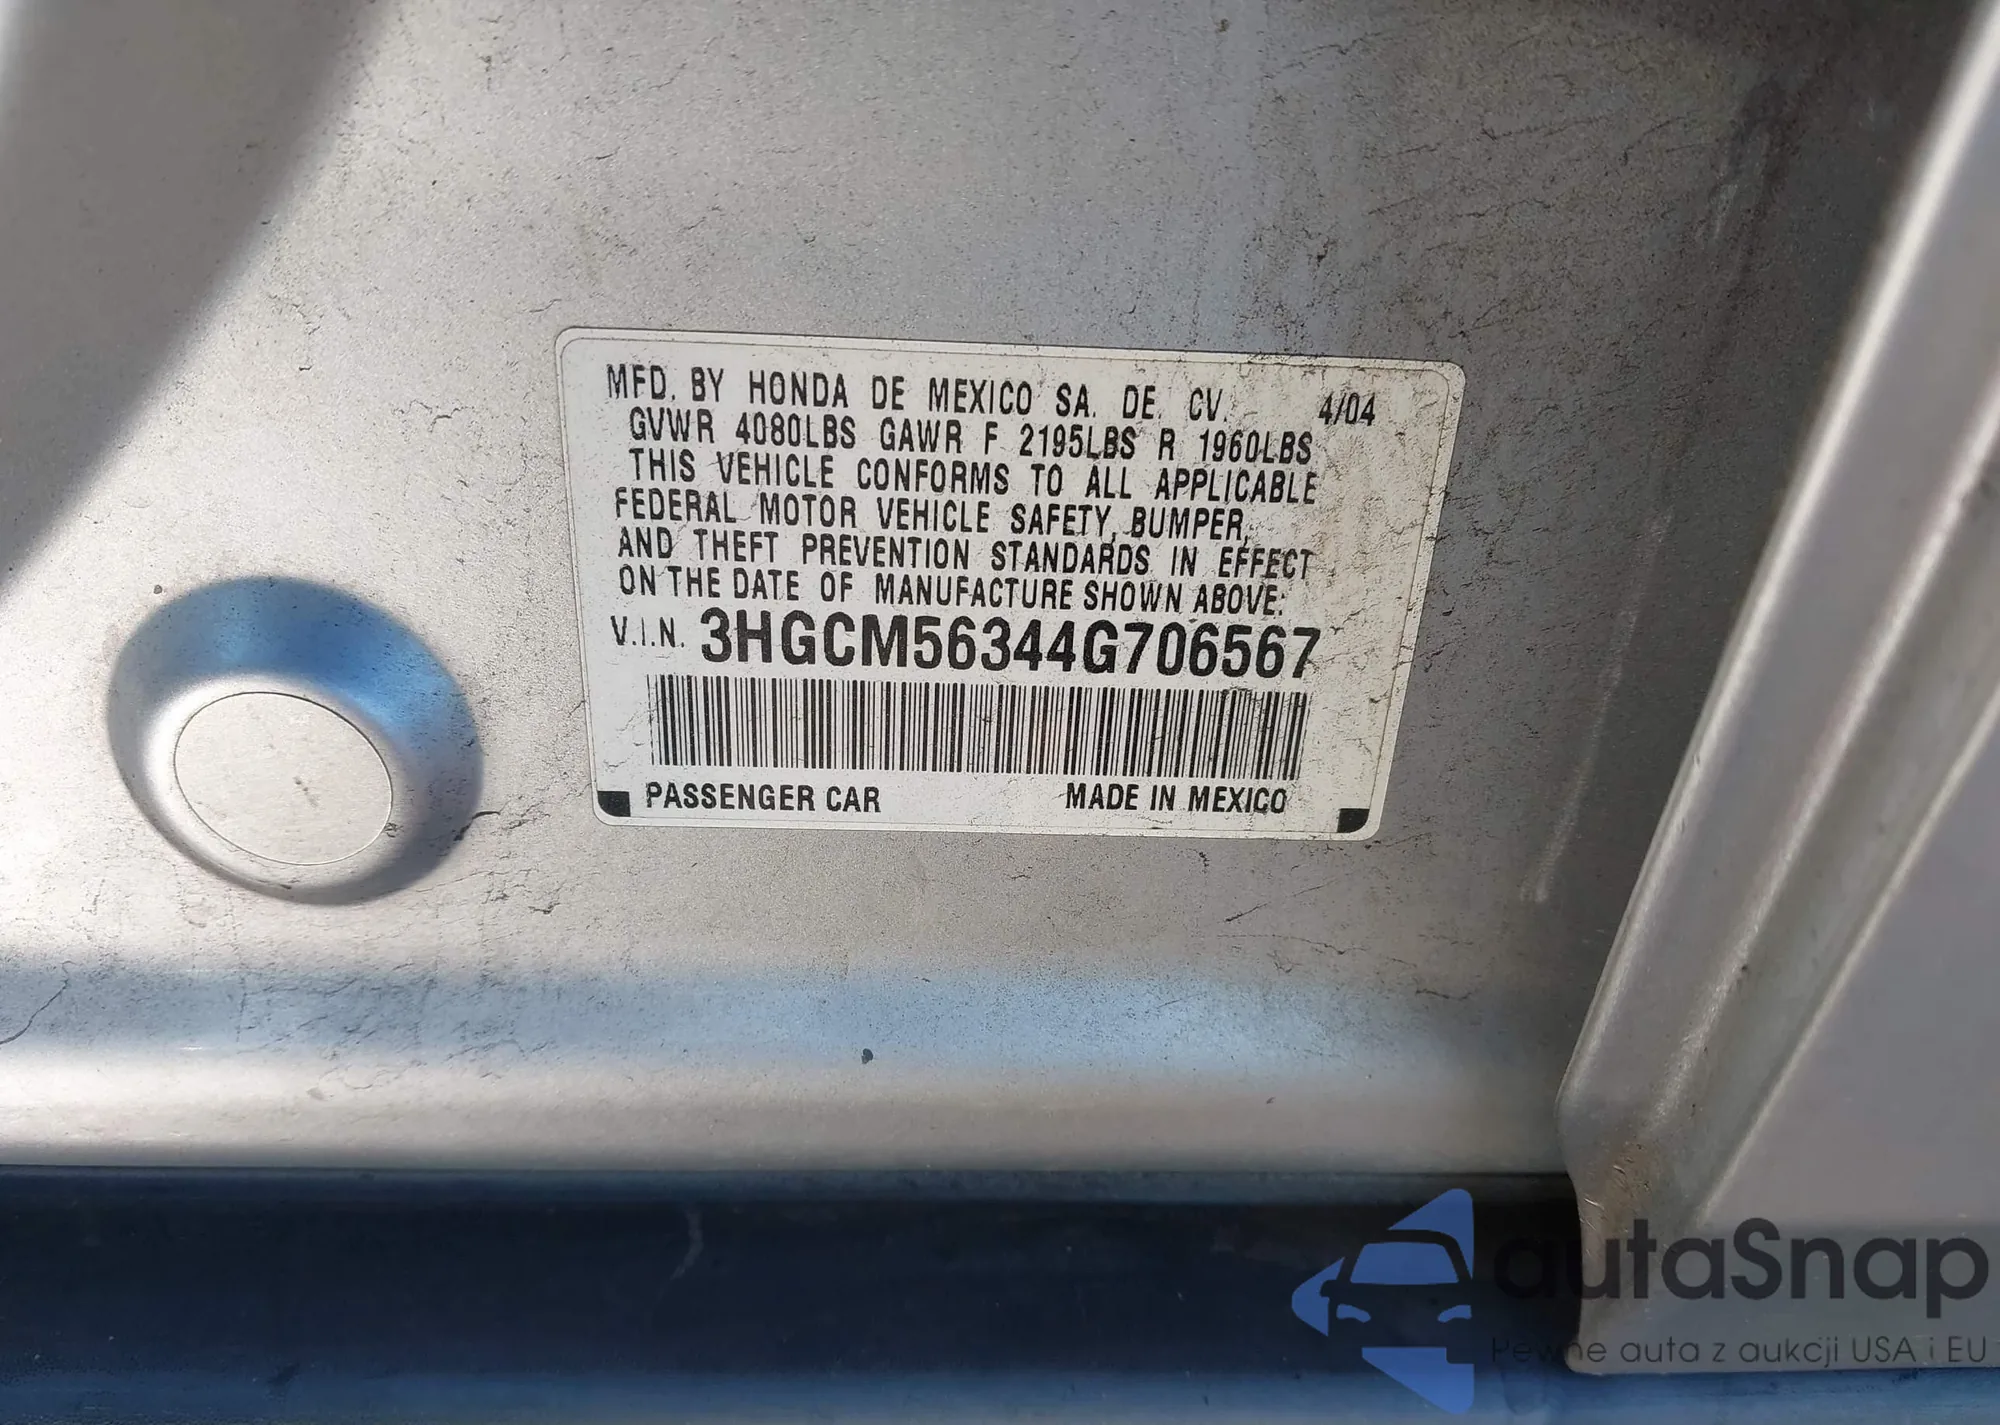 MFD. BY HONDA DE MEXICO SA. DE. CV. 4/04
GVWR 4080LBS GAWR F 2195LBS R 1960LBS
THIS VEHICLE CONFORMS TO ALL APPLICABLE
FEDERAL MOTOR VEHICLE SAFETY, BUMPER,
AND THEFT PREVENTION STANDARDS IN EFFECT
ON THE DATE OF MANUFACTURE SHOWN ABOVE:
V.I.N. 3HGCM56344G706567
PASSENGER CAR MADE IN MEXICO
autaSnap
Pewne auta z aukcji USA i EU